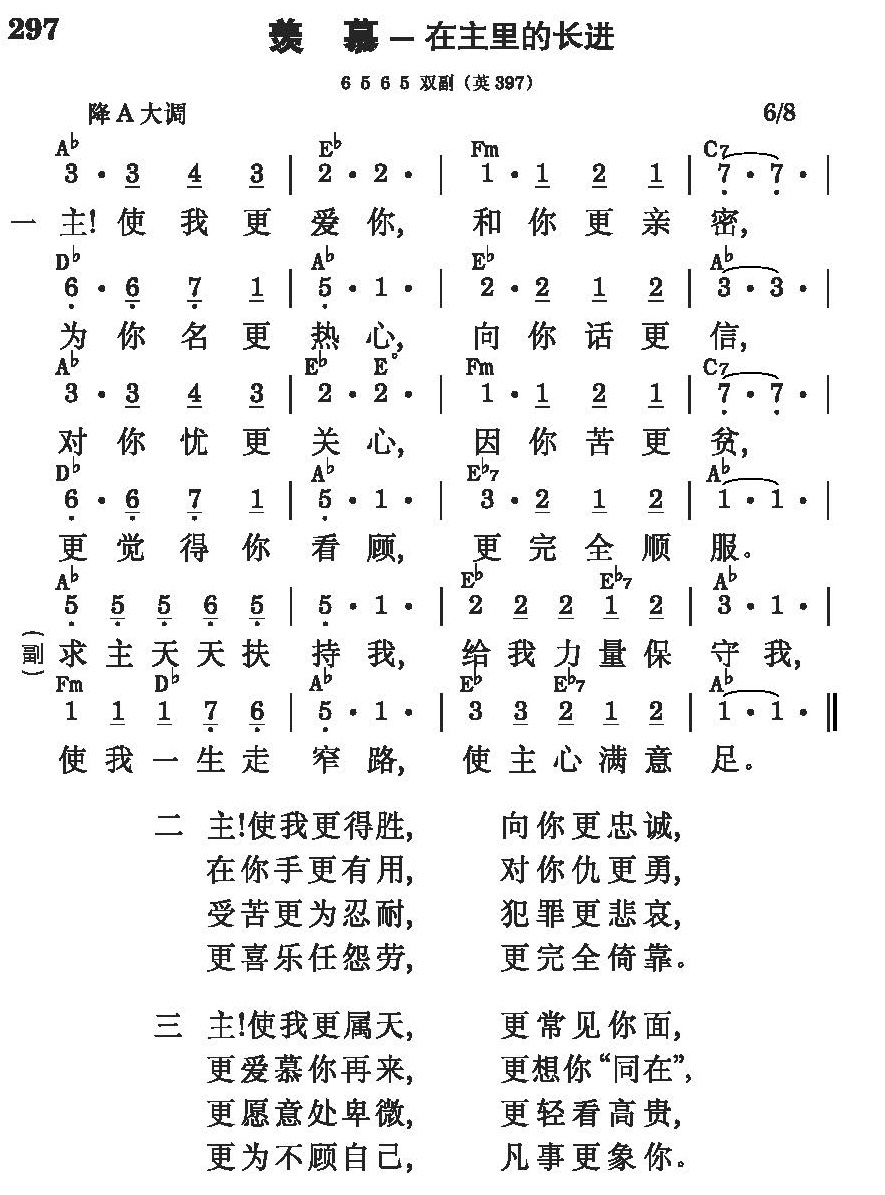 297
羡 慕 — 在主里的长进
6 5 6 5 双副（英397）
降A大调 6/8
A♭ E♭ Fm C7
3 · 3 4 3 | 2 · 2 · | 1 · 1 2 1 | 7 · 7 · |
一 主! 使 我 更 爱 你, 和 你 更 亲 密,
D♭ A♭ E♭ A♭
6 · 6 7 1 | 5 · 1 · | 2 · 2 1 2 | 3 · 3 · |
为 你 名 更 热 心, 向 你 话 更 信,
A♭ E♭ E° Fm C7
3 · 3 4 3 | 2 · 2 · | 1 · 1 2 1 | 7 · 7 · |
对 你 忧 更 关 心, 因 你 苦 更 贫,
D♭ A♭ E♭7 A♭
6 · 6 7 1 | 5 · 1 · | 3 · 2 1 2 | 1 · 1 · |
更 觉 得 你 看 顾, 更 完 全 顺 服。
A♭ E♭ E♭7 A♭
5 5 5 6 5 | 5 · 1 · | 2 2 2 1 2 | 3 · 1 · |
(副) 求 主 天 天 扶 持 我, 给 我 力 量 保 守 我,
Fm D♭ A♭ E♭ E♭7 A♭
1 1 1 7 6 | 5 · 1 · | 3 3 2 1 2 | 1 · 1 · ‖
使 我 一 生 走 窄 路, 使 主 心 满 意 足。
二 主!使我更得胜, 向你更忠诚,
在你手更有用, 对你仇更勇,
受苦更为忍耐, 犯罪更悲哀,
更喜乐任怨劳, 更完全倚靠。
三 主!使我更属天, 更常见你面,
更爱慕你再来, 更想你“同在”,
更愿意处卑微, 更轻看高贵,
更为不顾自己, 凡事更象你。